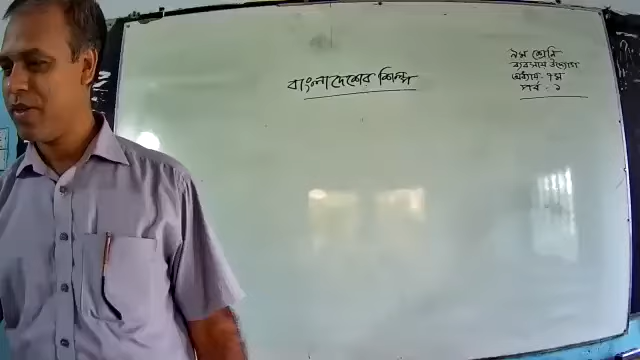 বাংলাদেশের শিল্প
৯ম শ্রেনি
ব্যবসায় উদ্যোগ
অধ্যায় ৭ম
পর্ব : ১